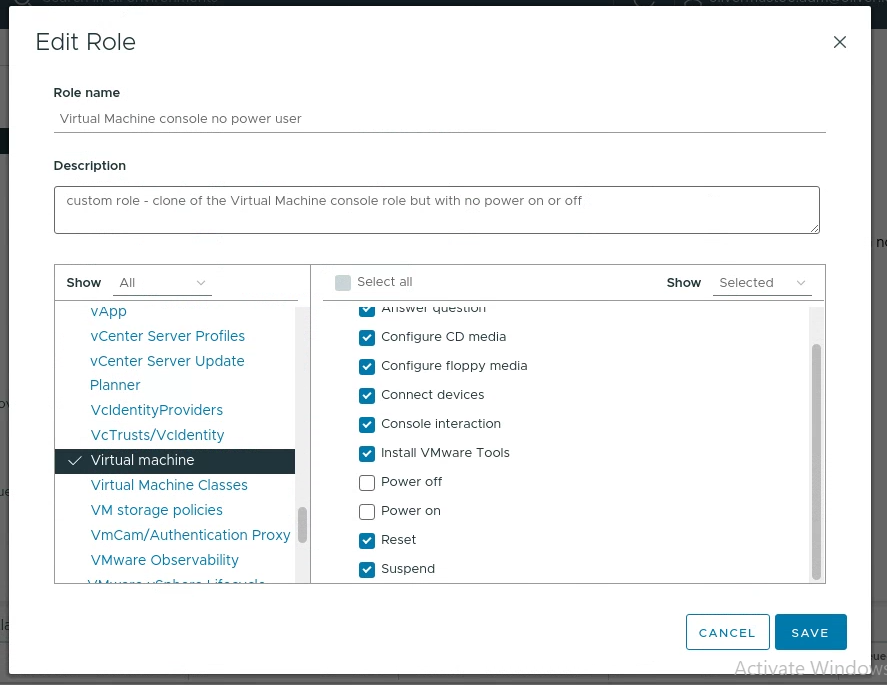 Edit Role
Role name
Virtual Machine console no power user
Description
custom role - clone of the Virtual Machine console role but with no power on or off
Show All
Select all
Show Selected
vApp
vCenter Server Profiles
vCenter Server Update
Planner
VcIdentityProviders
VcTrusts/VcIdentity
Virtual machine
Virtual Machine Classes
VM storage policies
VmCam/Authentication Proxy
VMware Observability
VMware vSphere Lifecycle
Answer question
Configure CD media
Configure floppy media
Connect devices
Console interaction
Install VMware Tools
Power off
Power on
Reset
Suspend
CANCEL
SAVE
Activate Windows